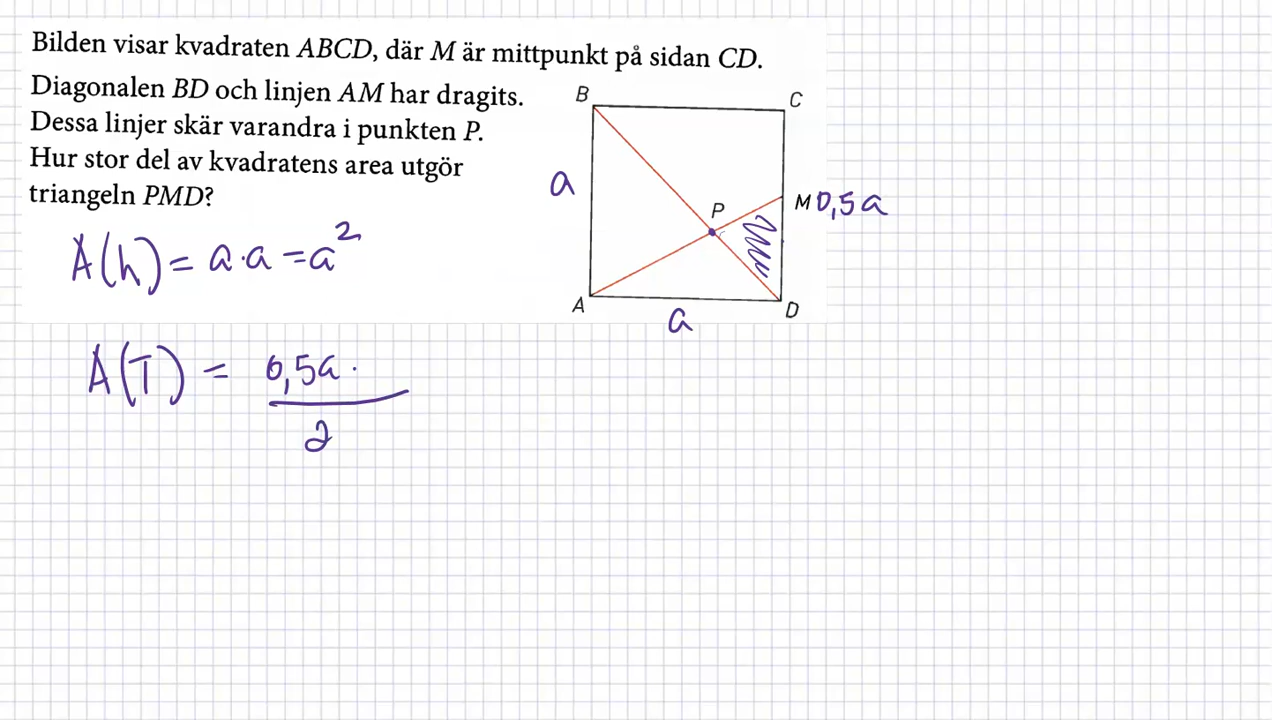 Bilden visar kvadraten ABCD, där M är mittpunkt på sidan CD.
Diagonalen BD och linjen AM har dragits.
Dessa linjer skär varandra i punkten P.
Hur stor del av kvadratens area utgör
triangeln PMD?
B
C
a
P
M 0,5a
A
D
a
A(h) = a·a = a²
A(T) = 0,5a·
2